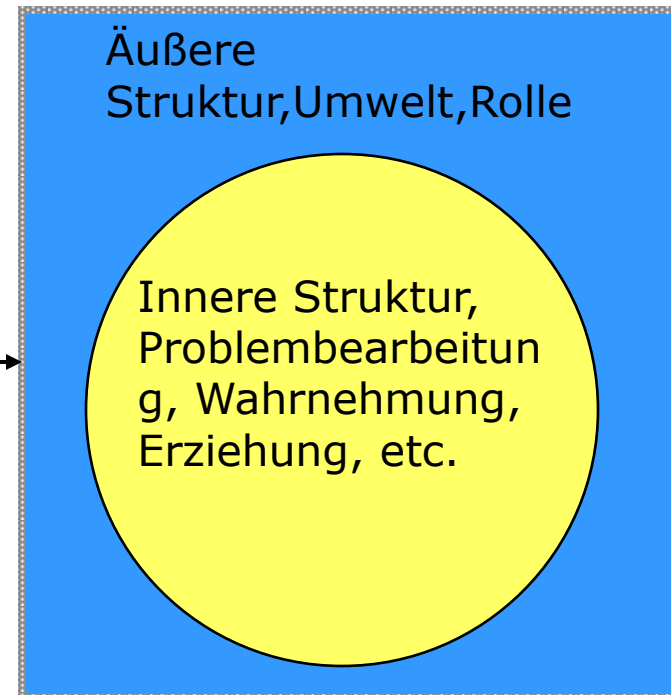 Äußere
Struktur,Umwelt,Rolle
Innere Struktur,
Problembearbeitun
g, Wahrnehmung,
Erziehung, etc.